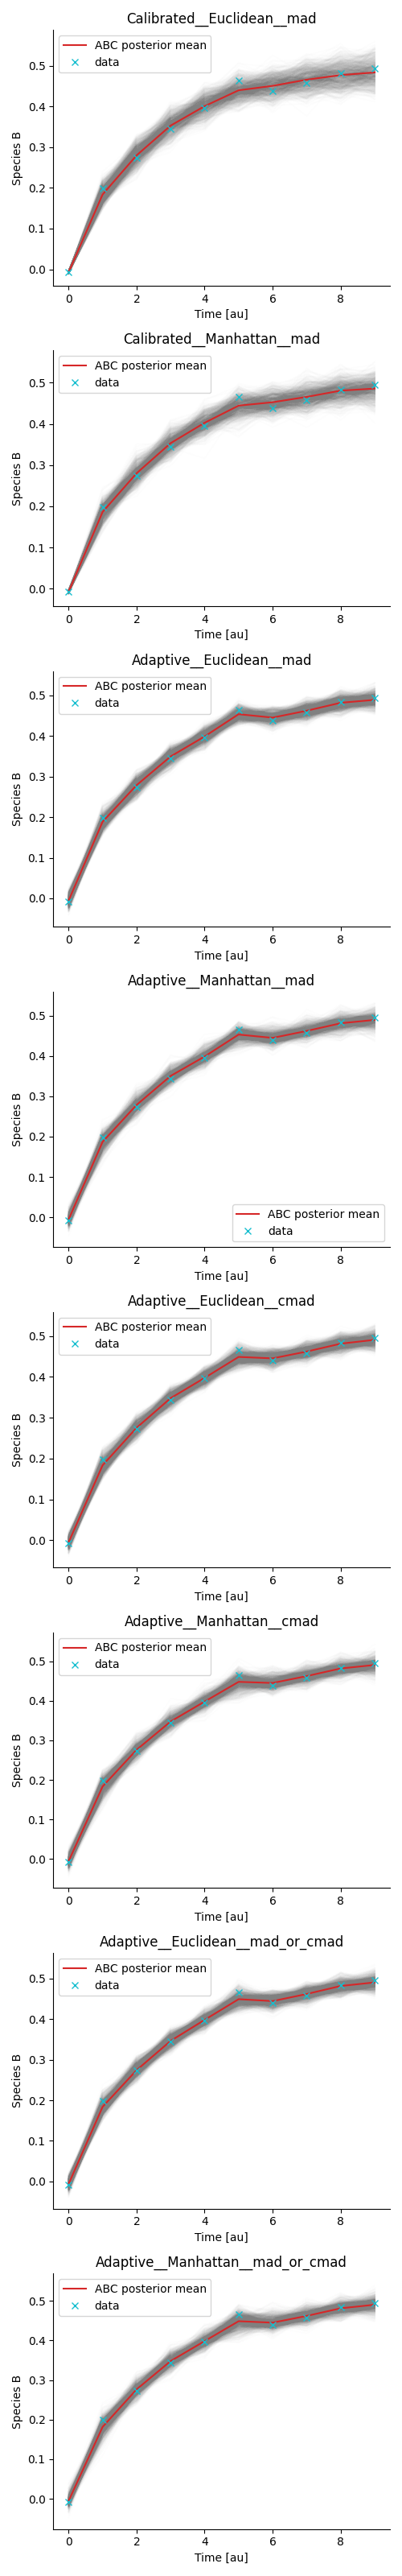 Calibrated__Euclidean__mad
ABC posterior mean
data
0.5
0.4
0.3
0.2
0.1
0.0
Species B
0 2 4 6 8
Time [au]
Calibrated__Manhattan__mad
ABC posterior mean
data
0.5
0.4
0.3
0.2
0.1
0.0
Species B
0 2 4 6 8
Time [au]
Adaptive__Euclidean__mad
ABC posterior mean
data
0.5
0.4
0.3
0.2
0.1
0.0
Species B
0 2 4 6 8
Time [au]
Adaptive__Manhattan__mad
0.5
0.4
0.3
0.2
0.1
0.0
Species B
ABC posterior mean
data
0 2 4 6 8
Time [au]
Adaptive__Euclidean__cmad
ABC posterior mean
data
0.5
0.4
0.3
0.2
0.1
0.0
Species B
0 2 4 6 8
Time [au]
Adaptive__Manhattan__cmad
ABC posterior mean
data
0.5
0.4
0.3
0.2
0.1
0.0
Species B
0 2 4 6 8
Time [au]
Adaptive__Euclidean__mad_or_cmad
ABC posterior mean
data
0.5
0.4
0.3
0.2
0.1
0.0
Species B
0 2 4 6 8
Time [au]
Adaptive__Manhattan__mad_or_cmad
ABC posterior mean
data
0.5
0.4
0.3
0.2
0.1
0.0
Species B
0 2 4 6 8
Time [au]